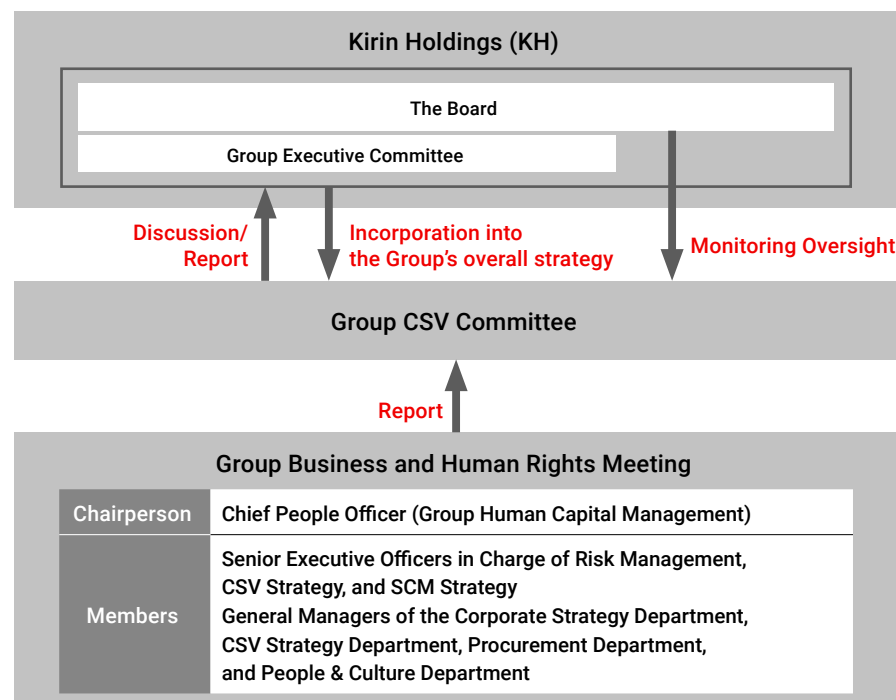 Kirin Holdings (KH)
The Board
Group Executive Committee
Discussion/
Report
Incorporation into
the Group's overall strategy
Monitoring Oversight
Group CSV Committee
Report
Group Business and Human Rights Meeting
Chairperson
Chief People Officer (Group Human Capital Management)
Members
Senior Executive Officers in Charge of Risk Management,
CSV Strategy, and SCM Strategy
General Managers of the Corporate Strategy Department,
CSV Strategy Department, Procurement Department,
and People & Culture Department